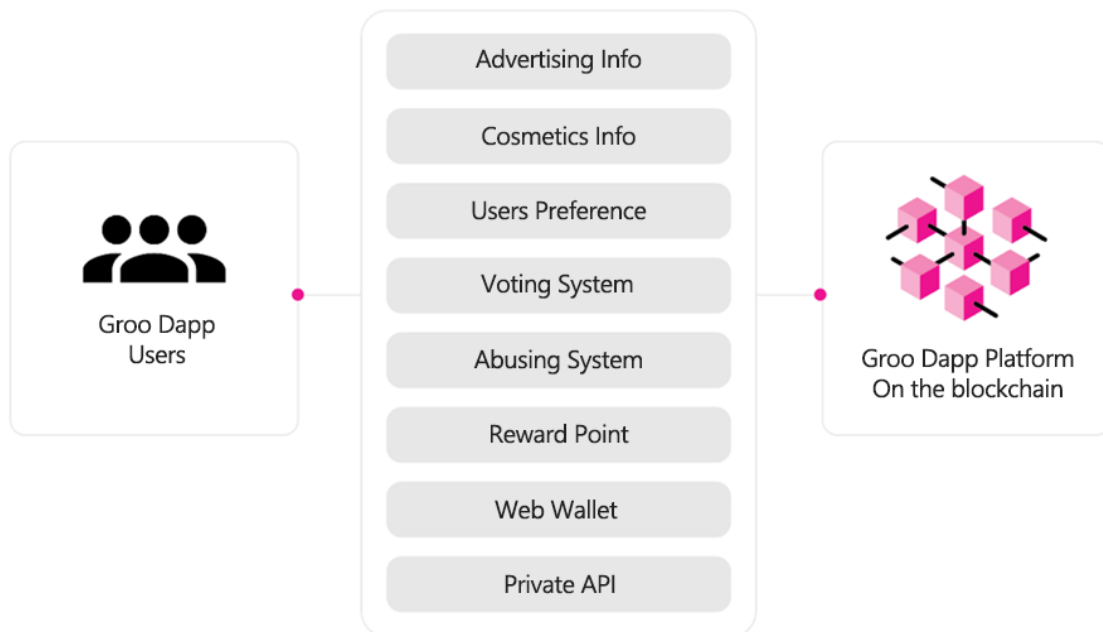 Advertising Info
Cosmetics Info
Users Preference
Voting System
Abusing System
Reward Point
Web Wallet
Private API
Groo Dapp
Users
Groo Dapp Platform
On the blockchain